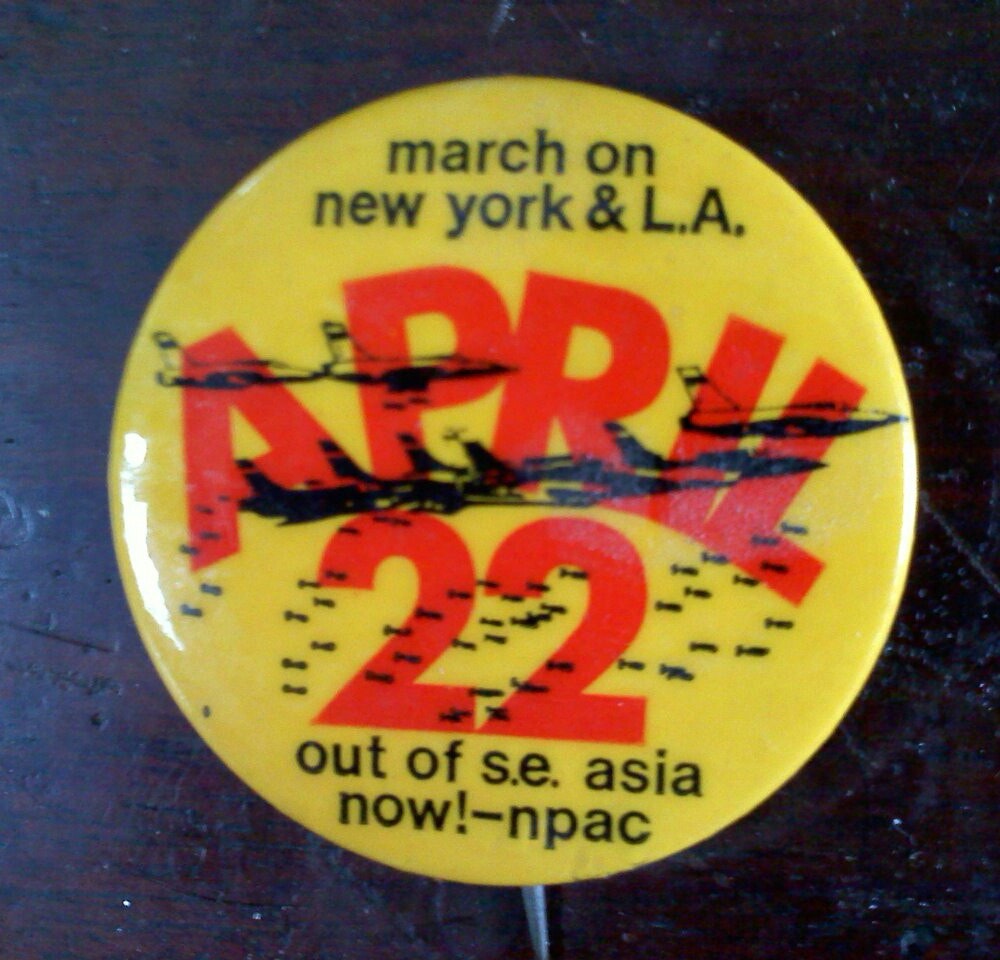 march on
new york & L.A.
APRIL
22
out of s.e. asia
now!-npac